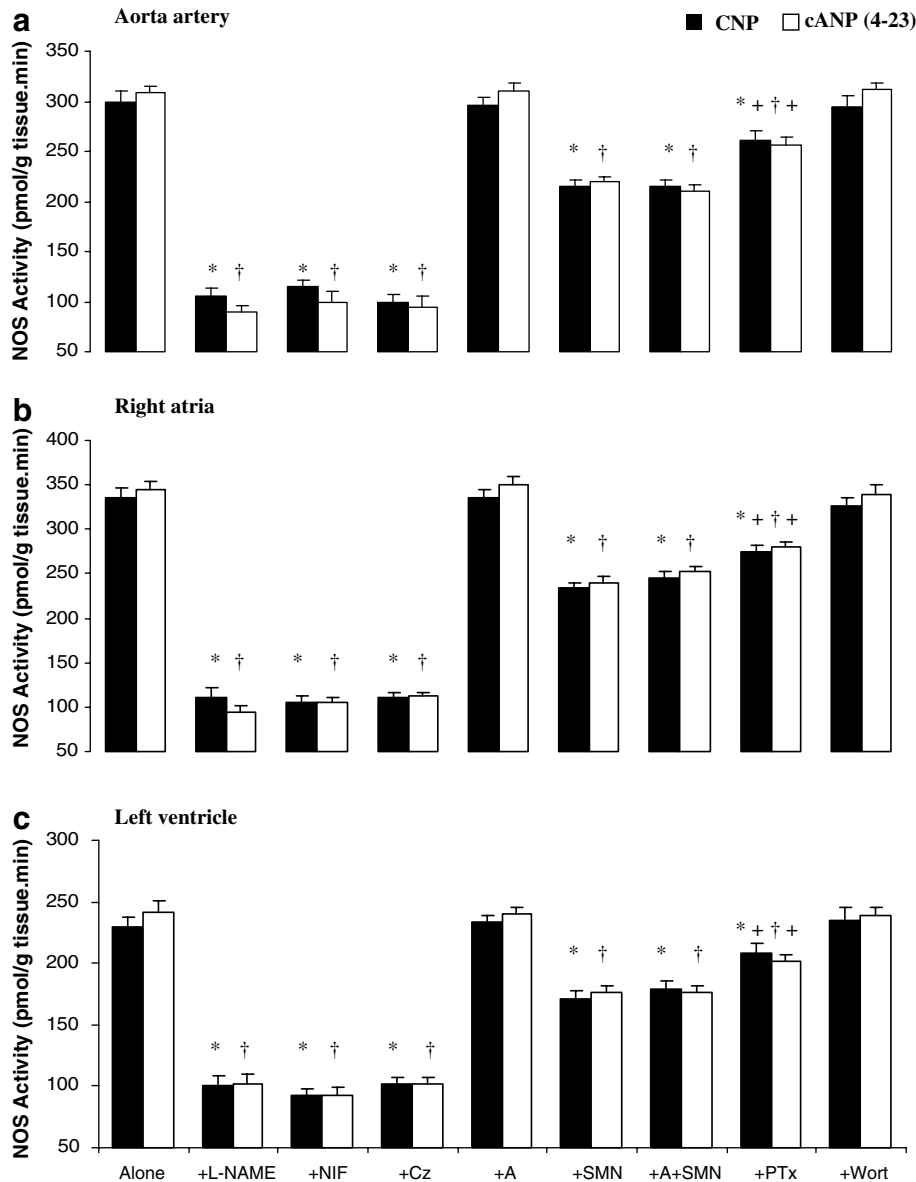 a
Aorta artery
CNP
cANP (4-23)
NOS Activity (pmol/g tissue.min)
350
300
250
200
150
100
50
* † * † * † * † * † * + † +
b
Right atria
NOS Activity (pmol/g tissue.min)
400
350
300
250
200
150
100
50
* † * † * † * † * † * + † +
c
Left ventricle
NOS Activity (pmol/g tissue.min)
300
250
200
150
100
50
* † * † * † * † * † * + † +
Alone +L-NAME +NIF +Cz +A +SMN +A+SMN +PTx +Wort